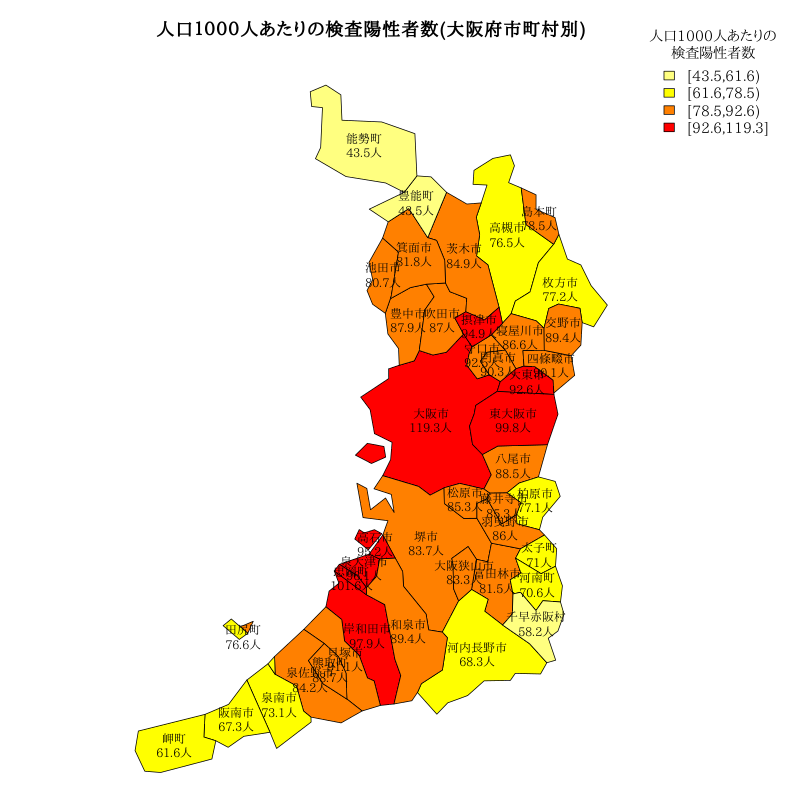 人口1000人あたりの検査陽性者数(大阪府市町村別)
人口1000人あたりの
検査陽性者数
[43.5,61.6)
[61.6,78.5)
[78.5,92.6)
[92.6,119.3]
能勢町
43.5人
豊能町
48.5人
島本町
78.5人
高槻市
76.5人
箕面市
81.8人
茨木市
84.9人
池田市
80.7人
枚方市
77.2人
豊中市
87.9人
吹田市
87人
摂津市
94.9人
寝屋川市
86.6人
交野市
89.4人
守口市
門真市
90.3人
四條畷市
90.1人
大東市
92.6人
大阪市
119.3人
東大阪市
99.8人
八尾市
88.5人
松原市
85.3人
藤井寺市
85.3人
柏原市
77.1人
羽曳野市
86人
高石市
堺市
83.7人
太子町
71人
泉大津市
101.5人
大阪狭山市
83.3人
富田林市
81.5人
河南町
70.6人
千早赤阪村
58.2人
田尻町
76.6人
岸和田市
97.9人
和泉市
89.4人
河内長野市
68.3人
貝塚市
91.1人
熊取町
泉佐野市
84.2人
泉南市
73.1人
阪南市
67.3人
岬町
61.6人